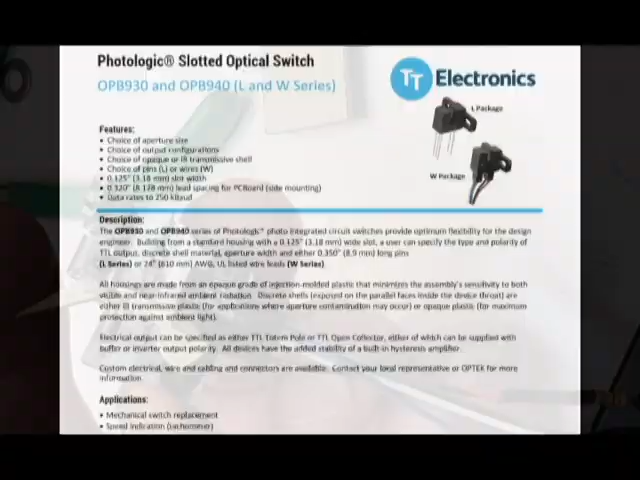 Photologic® Slotted Optical Switch
OPB930 and OPB940 (L and W Series)
TT Electronics
L Package
W Package
Features:
• Choice of aperture size
• Choice of output configurations
• Choice of opaque or IR transmissive shell
• Choice of pins (L) or wires (W)
• 0.125" (3.18 mm) slot width
• 0.320" (8.128 mm) lead spacing for PCBoard (side mounting)
• Data rates to 250 kBaud
Description:
The OPB930 and OPB940 series of Photologic™ photo integrated circuit switches provide optimum flexibility for the design
engineer. Building from a standard housing with a 0.125" (3.18 mm) wide slot, a user can specify the type and polarity of
TTL output, discrete shell material, aperture width and either 0.350" (8.9 mm) long pins
(L Series) or 24" (610 mm) AWG, UL listed wire leads (W Series).
All housings are made from an opaque grade of injection-molded plastic that minimizes the assembly's sensitivity to both
visible and near-infrared ambient radiation. Discrete shells (exposed on the parallel faces inside the device throat) are
either IR transmissive plastic (for applications where aperture contamination may occur) or opaque plastic (for maximum
protection against ambient light).
Electrical output can be specified as either TTL Totem Pole or TTL Open Collector, either of which can be supplied with
buffer or inverter output polarity. All devices have the added stability of a built-in hysteresis amplifier.
Custom electrical, wire and cabling and connectors are available. Contact your local representative or OPTEK for more
information.
Applications:
• Mechanical switch replacement
• Speed indication (tachometer)